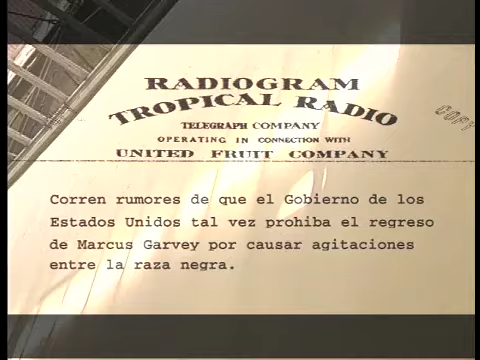 RADIOGRAM
TROPICAL RADIO
TELEGRAPH COMPANY
OPERATING IN CONNECTION WITH
UNITED FRUIT COMPANY
COPY
Corren rumores de que el Gobierno de los
Estados Unidos tal vez prohiba el regreso
de Marcus Garvey por causar agitaciones
entre la raza negra.